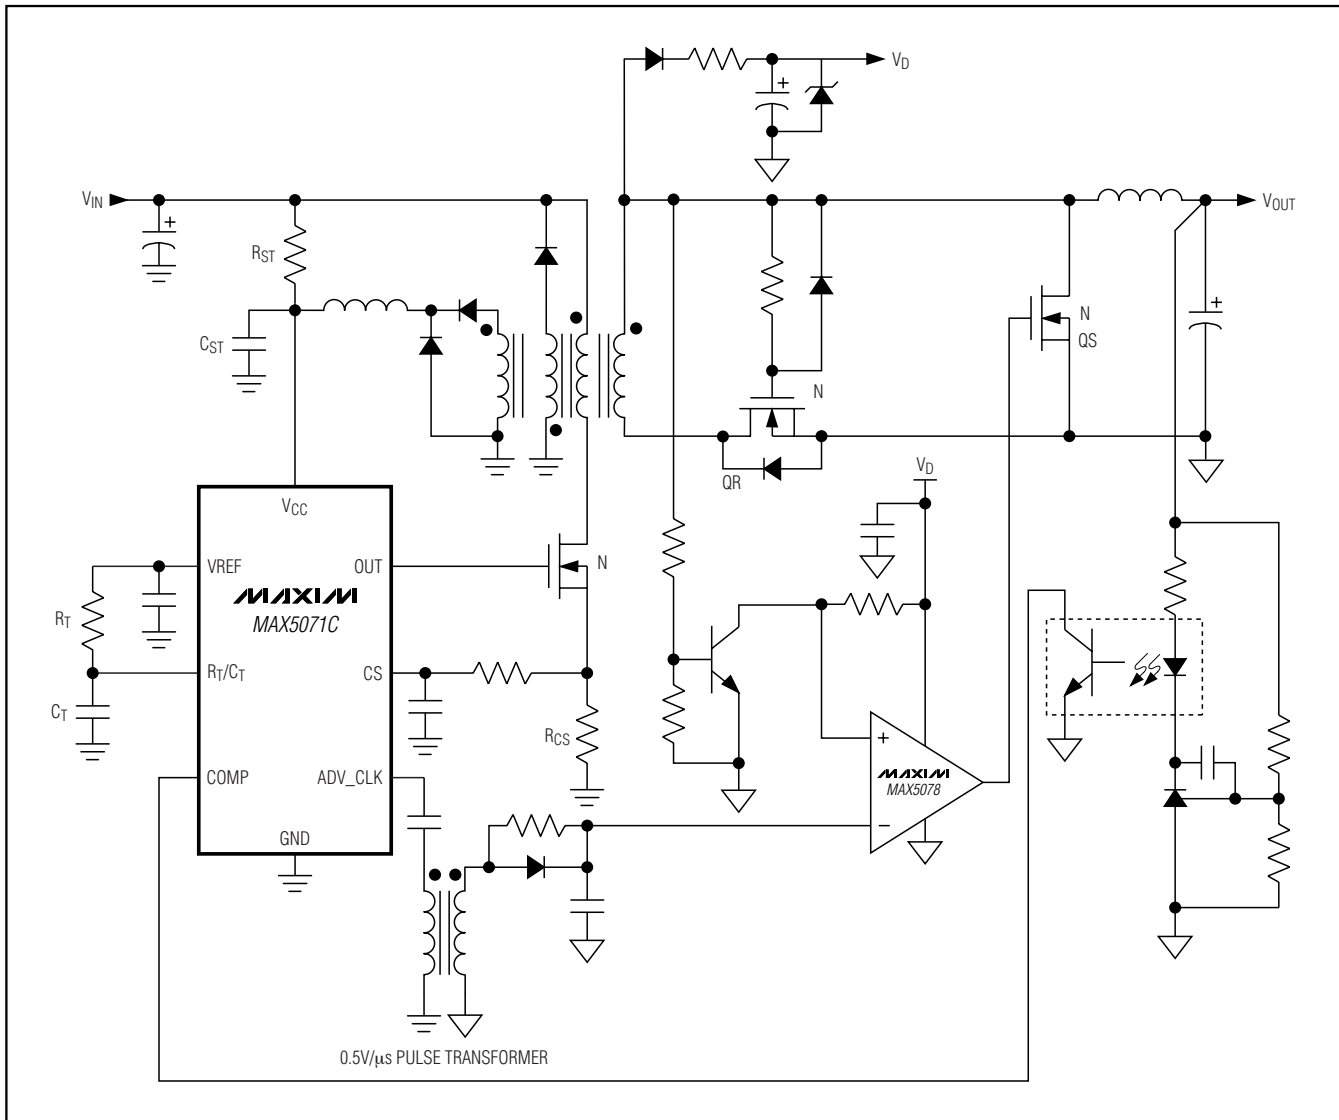 VD
VIN
VOUT
RST
+
+
+
CST
N
QS
N
QR
VD
VCC
VREF
OUT
N
MAXIM
MAX5071C
RT
RT/CT
CS
CT
RCS
+
MAXIM
MAX5078
−
COMP
ADV_CLK
GND
0.5V/μs PULSE TRANSFORMER